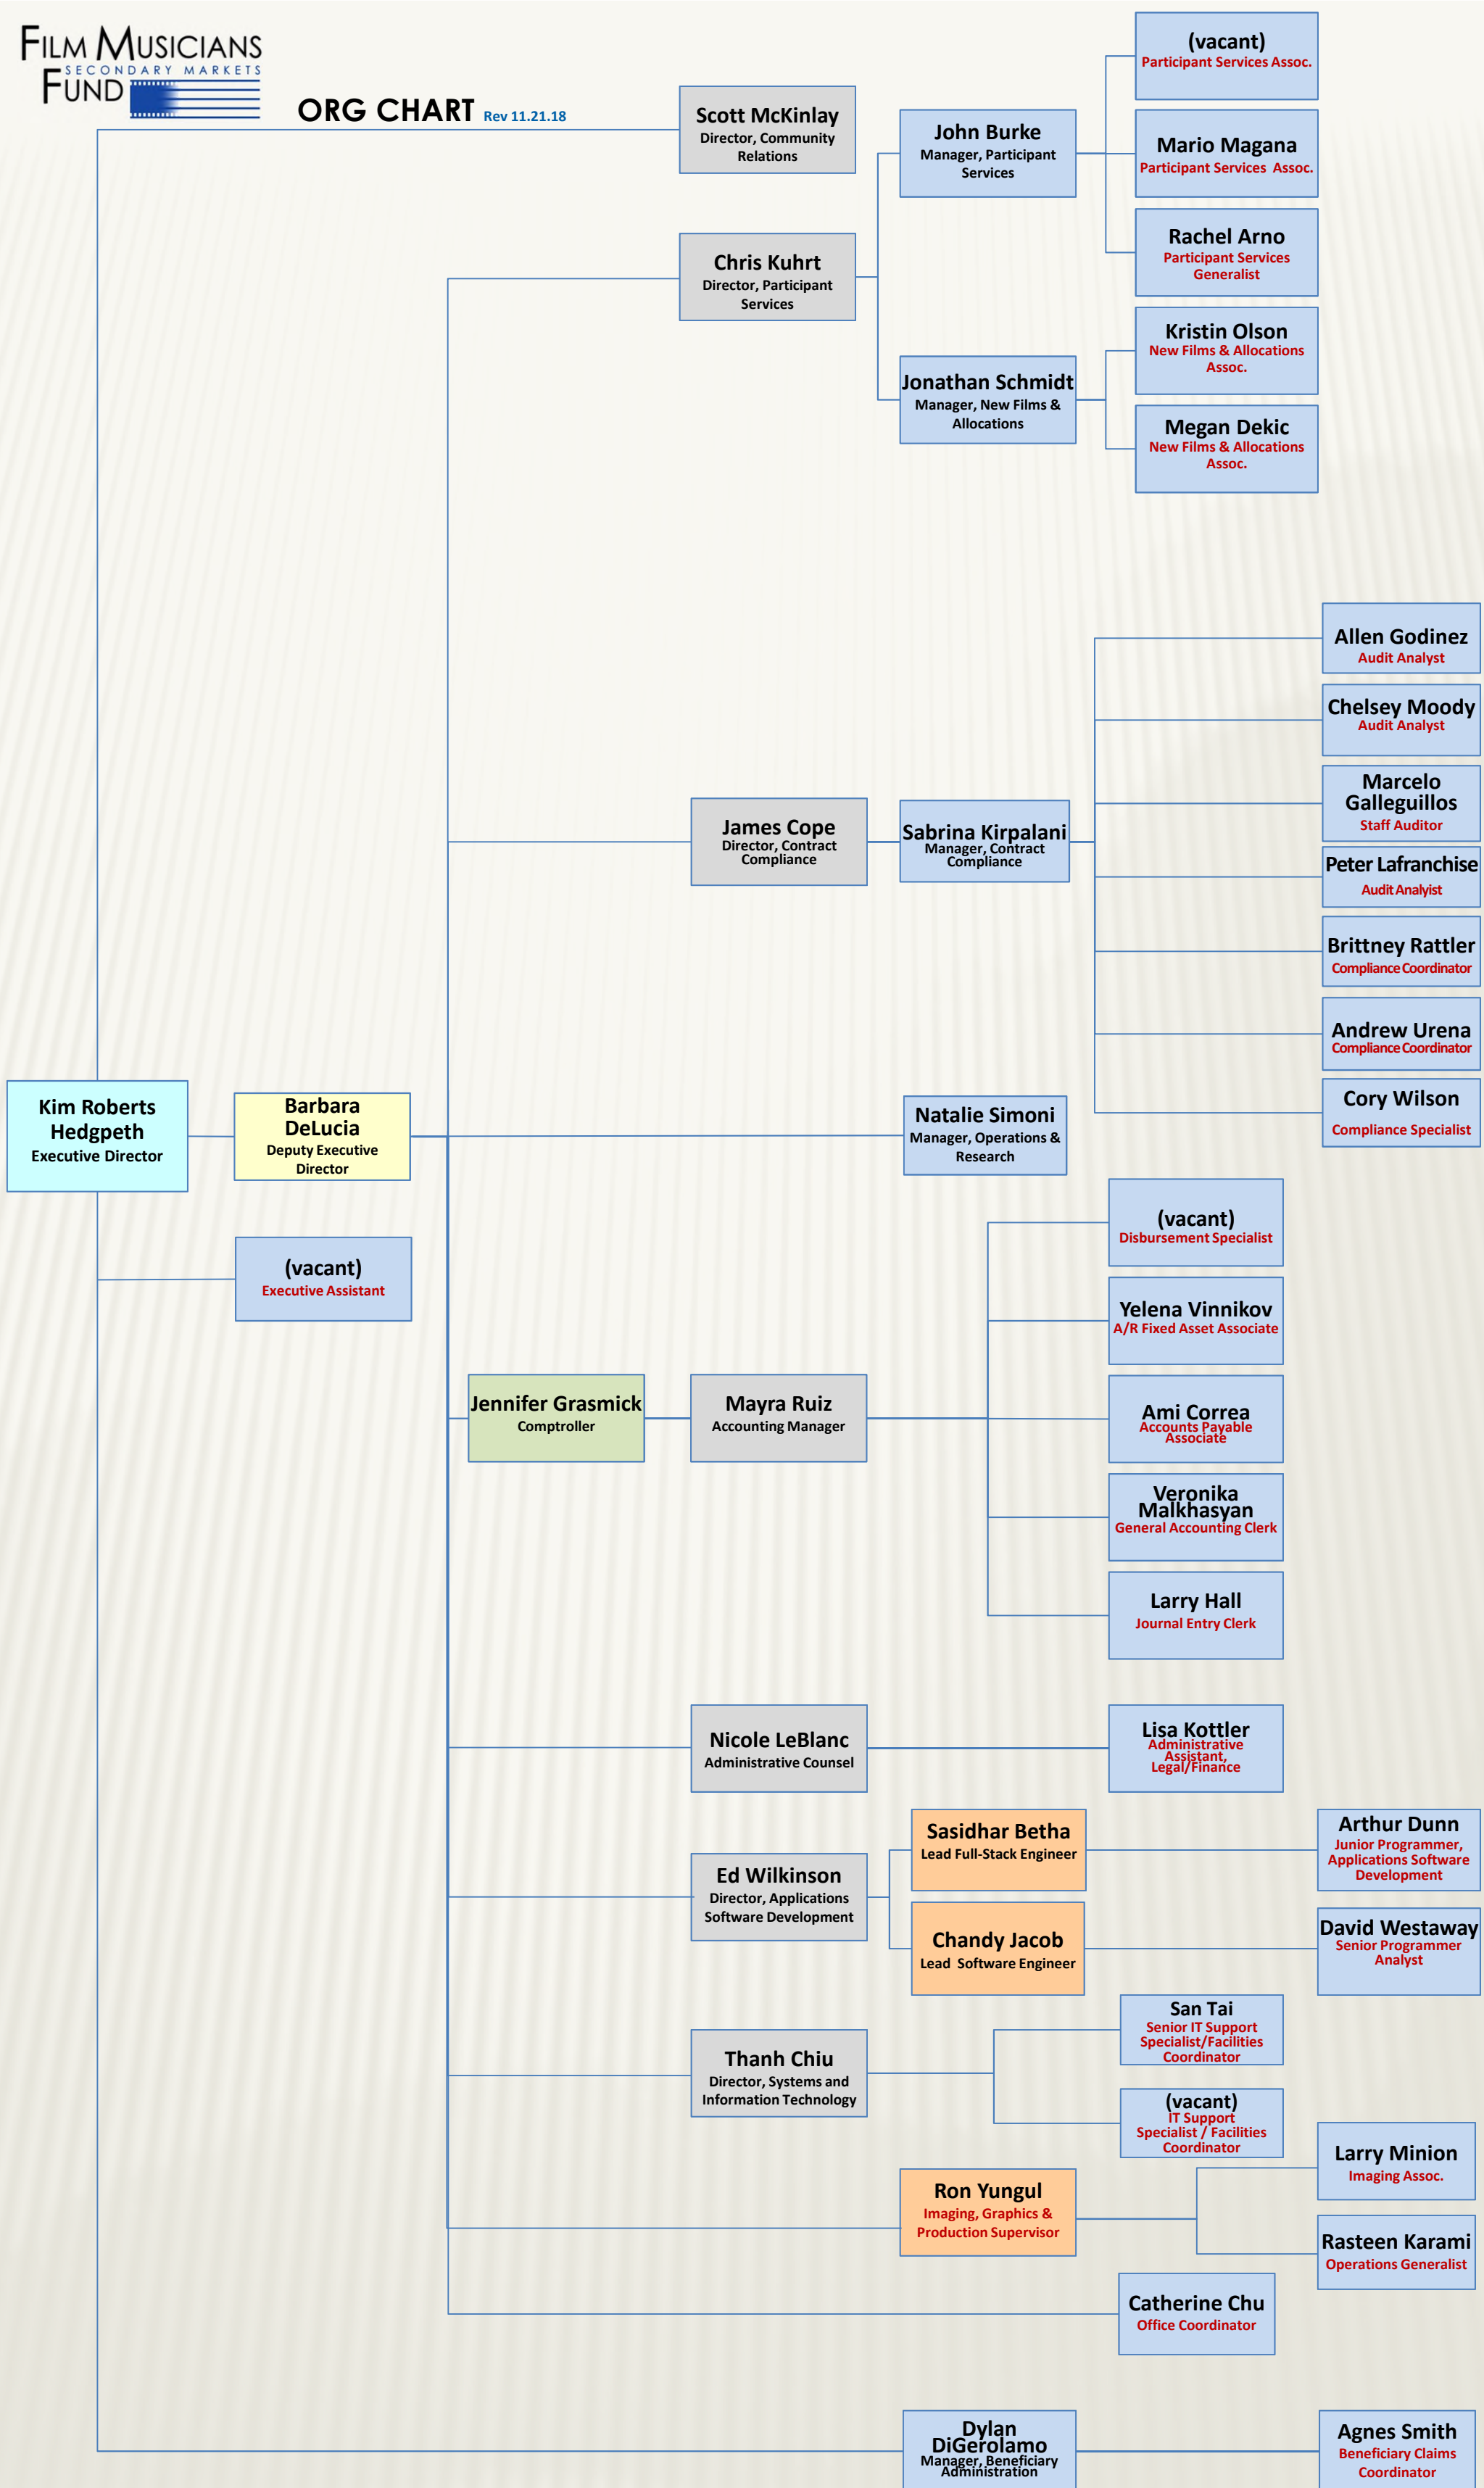 FILM MUSICIANS
SECONDARY MARKETS
FUND
ORG CHART Rev 11.21.18
Scott McKinlay
Director, Community
Relations
Chris Kuhrt
Director, Participant
Services
John Burke
Manager, Participant
Services
(vacant)
Participant Services Assoc.
Mario Magana
Participant Services  Assoc.
Rachel Arno
Participant Services
Generalist
Jonathan Schmidt
Manager, New Films &
Allocations
Kristin Olson
New Films & Allocations
Assoc.
Megan Dekic
New Films & Allocations
Assoc.
James Cope
Director, Contract
Compliance
Sabrina Kirpalani
Manager, Contract
Compliance
Allen Godinez
Audit Analyst
Chelsey Moody
Audit Analyst
Marcelo
Galleguillos
Staff Auditor
Peter Lafranchise
Audit Analyist
Brittney Rattler
Compliance Coordinator
Andrew Urena
Compliance Coordinator
Cory Wilson
Compliance Specialist
Kim Roberts
Hedgpeth
Executive Director
Barbara
DeLucia
Deputy Executive
Director
Natalie Simoni
Manager, Operations &
Research
(vacant)
Executive Assistant
Jennifer Grasmick
Comptroller
Mayra Ruiz
Accounting Manager
(vacant)
Disbursement Specialist
Yelena Vinnikov
A/R Fixed Asset Associate
Ami Correa
Accounts Payable
Associate
Veronika
Malkhasyan
General Accounting Clerk
Larry Hall
Journal Entry Clerk
Nicole LeBlanc
Administrative Counsel
Lisa Kottler
Administrative
Assistant,
Legal/Finance
Ed Wilkinson
Director, Applications
Software Development
Sasidhar Betha
Lead Full-Stack Engineer
Arthur Dunn
Junior Programmer,
Applications Software
Development
Chandy Jacob
Lead  Software Engineer
David Westaway
Senior Programmer
Analyst
Thanh Chiu
Director, Systems and
Information Technology
San Tai
Senior IT Support
Specialist/Facilities
Coordinator
(vacant)
IT Support
Specialist / Facilities
Coordinator
Ron Yungul
Imaging, Graphics &
Production Supervisor
Larry Minion
Imaging Assoc.
Rasteen Karami
Operations Generalist
Catherine Chu
Office Coordinator
Dylan
DiGerolamo
Manager, Beneficiary
Administration
Agnes Smith
Beneficiary Claims
Coordinator